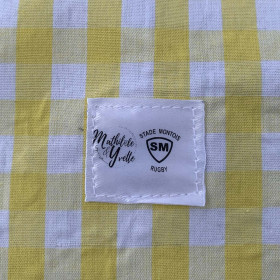 Mathilde
& Yvette
STADE MONTOIS
SM
RUGBY